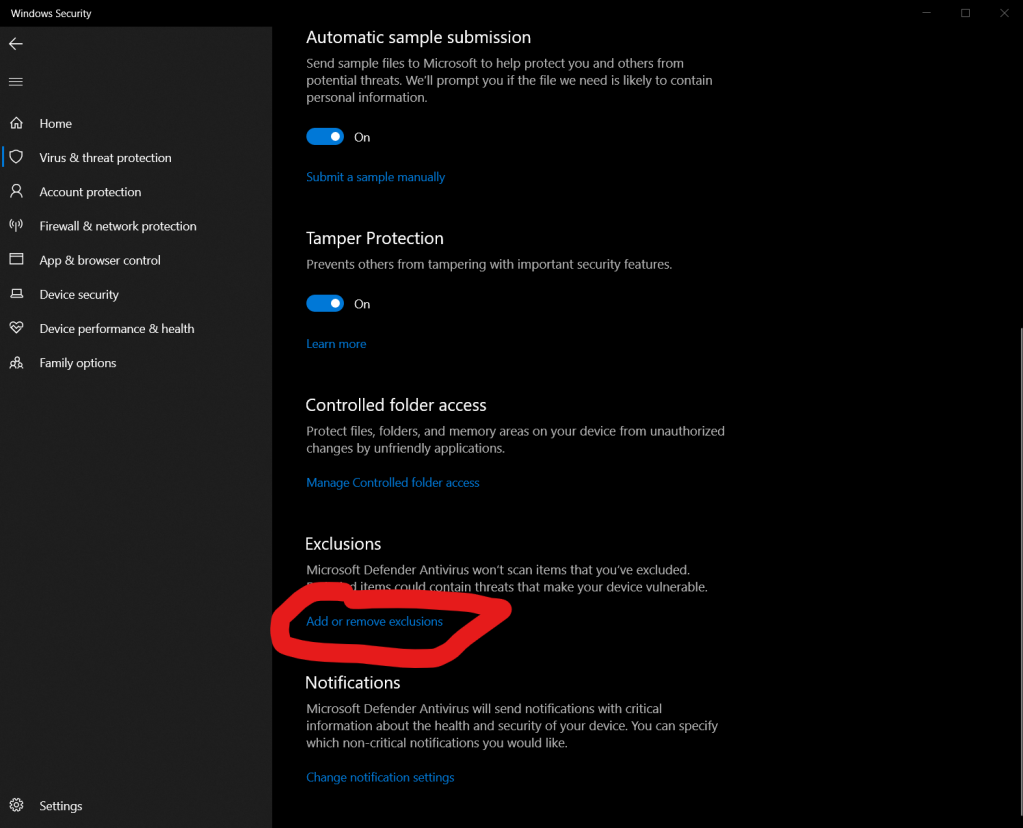 Windows Security
Home
Virus & threat protection
Account protection
Firewall & network protection
App & browser control
Device security
Device performance & health
Family options
Settings
Automatic sample submission
Send sample files to Microsoft to help protect you and others from
potential threats. We'll prompt you if the file we need is likely to contain
personal information.
On
Submit a sample manually
Tamper Protection
Prevents others from tampering with important security features.
On
Learn more
Controlled folder access
Protect files, folders, and memory areas on your device from unauthorized
changes by unfriendly applications.
Manage Controlled folder access
Exclusions
Microsoft Defender Antivirus won't scan items that you've excluded.
items could contain threats that make your device vulnerable.
Add or remove exclusions
Notifications
Microsoft Defender Antivirus will send notifications with critical
information about the health and security of your device. You can specify
which non-critical notifications you would like.
Change notification settings